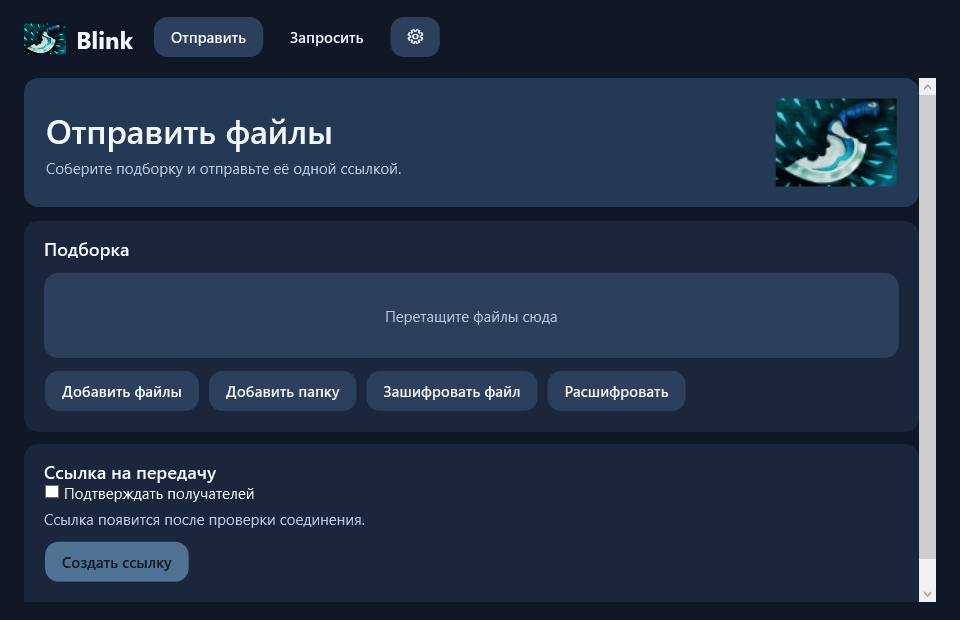 Blink
Отправить
Запросить
Отправить файлы
Соберите подборку и отправьте её одной ссылкой.
Подборка
Перетащите файлы сюда
Добавить файлы
Добавить папку
Зашифровать файл
Расшифровать
Ссылка на передачу
Подтверждать получателей
Ссылка появится после проверки соединения.
Создать ссылку